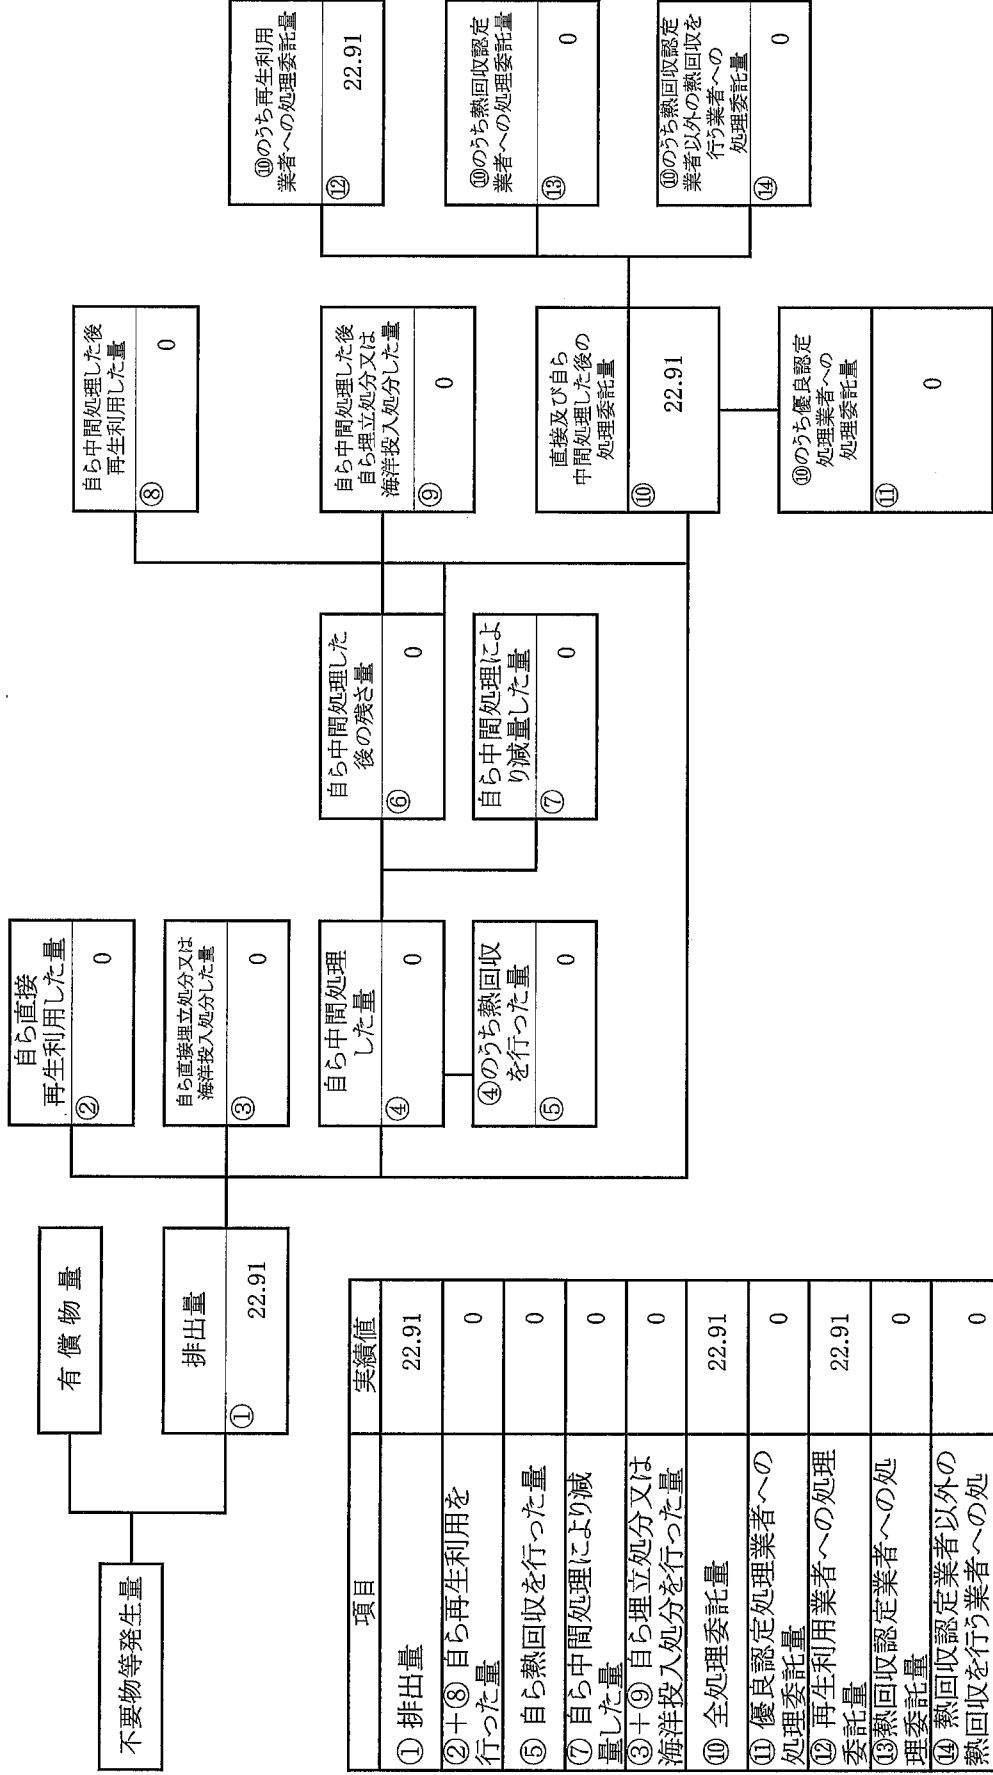 不要物等発生量
有償物量
排出量
①
22.91
自ら直接
再生利用した量
②
0
自ら直接埋立処分又は
海洋投入処分した量
③
0
自ら中間処理
した量
④
0
④のうち熱回収
を行った量
⑤
0
自ら中間処理した
後の残さ量
⑥
0
自ら中間処理によ
り減量した量
⑦
0
自ら中間処理した後
再生利用した量
⑧
0
自ら中間処理した後
自ら埋立処分又は
海洋投入処分した量
⑨
0
直接及び自ら
中間処理した後の
処理委託量
⑩
22.91
⑩のうち優良認定
処理業者への
処理委託量
⑪
0
⑩のうち再生利用
業者への処理委託量
⑫
22.91
⑩のうち熱回収認定
業者への処理委託量
⑬
0
⑩のうち熱回収認定
業者以外の熱回収を
行う業者への
処理委託量
⑭
0
項目 実績値
① 排出量 22.91
②+⑧ 自ら再生利用を
行った量 0
⑤ 自ら熱回収を行った量 0
⑦ 自ら中間処理により減
量した量 0
③+⑨ 自ら埋立処分又は
海洋投入処分を行った量 0
⑩ 全処理委託量 22.91
⑪ 優良認定処理業者への
処理委託量 0
⑫ 再生利用業者への処理
委託量 22.91
⑬熱回収認定業者への処
理委託量 0
⑭ 熱回収認定業者以外の
熱回収を行う業者への処 0